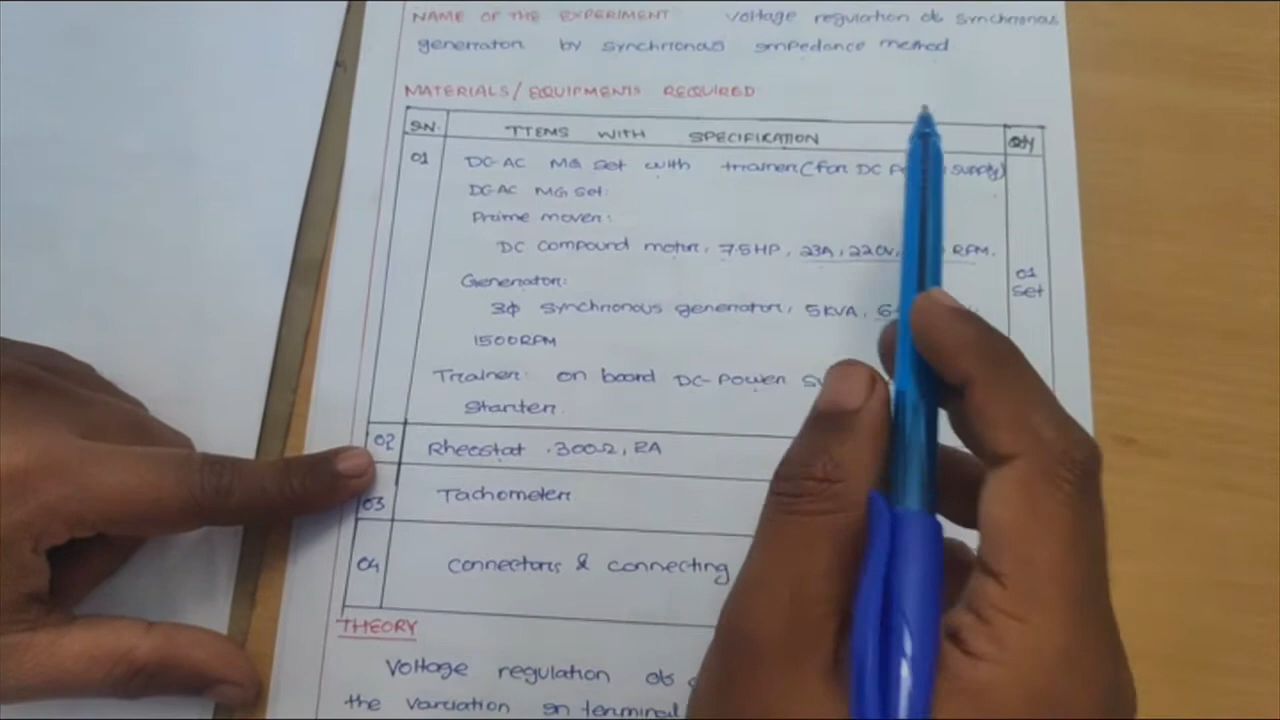 NAME OF THE EXPERIMENT Voltage regulation of synchronous
generator by synchronous impedance method
MATERIALS/EQUIPMENTS REQUIRED
SN. ITEMS WITH SPECIFICATION Qty
01 DC-AC MG set with trainer (for DC supply)
DC-AC MG set:
Prime mover:
DC compound motor, 7.5HP, 23A, 220V, RPM.
01
Set
Generator:
3Φ synchronous generator, 5KVA,
1500RPM
Trainer: on board DC-Power
Starter.
02 Rheostat, 300Ω, 2A
03 Tachometer
04 connectors & connecting
THEORY
Voltage regulation of
the variation in terminal